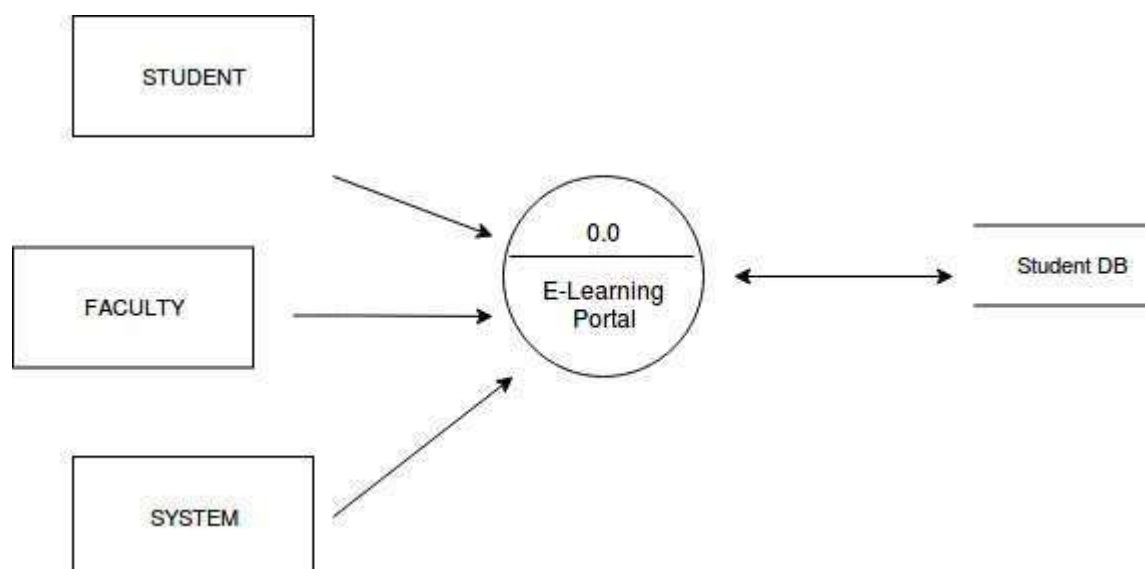 STUDENT
0.0
E-Learning
Portal
Student DB
FACULTY
SYSTEM